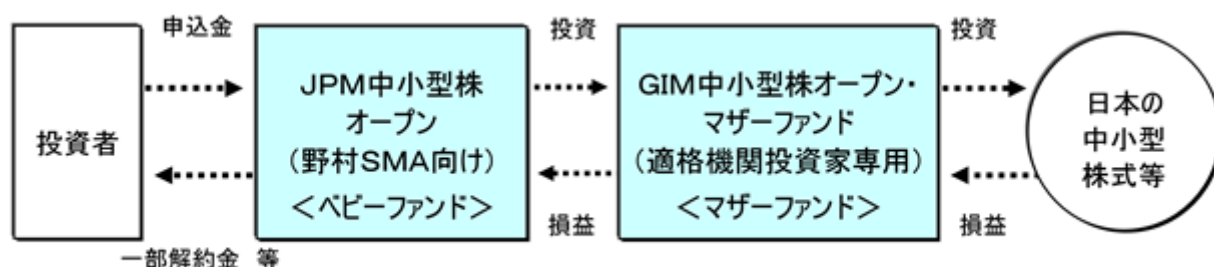 申込金
投資
投資
投資者
JPM中小型株
オープン
(野村SMA向け)
<ベビーファンド>
GIM中小型株オープン・
マザーファンド
(適格機関投資家専用)
<マザーファンド>
日本の
中小型
株式等
一部解約金 等
損益
損益